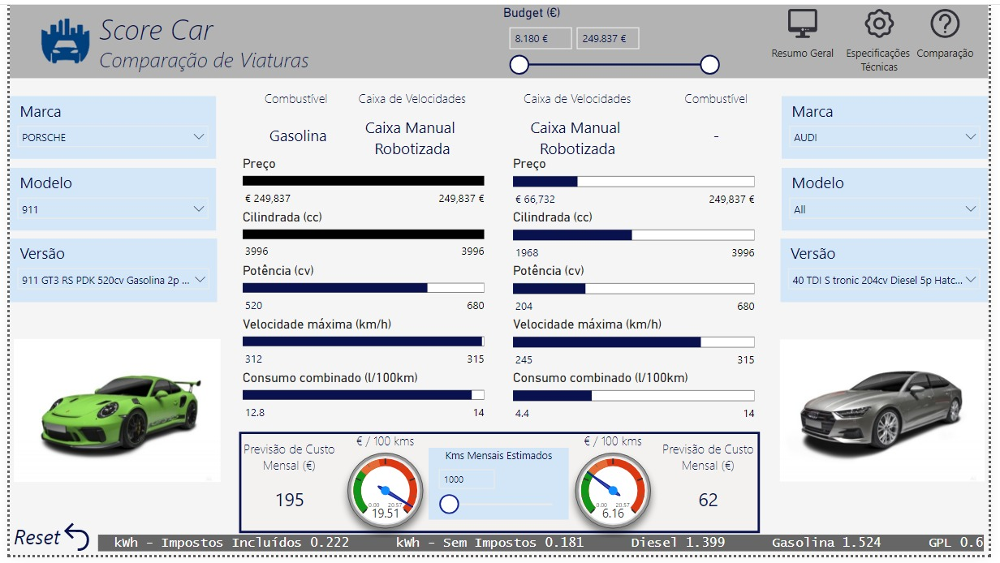 Score Car
Comparação de Viaturas
Budget (€)
8.180 €
249.837 €
Resumo Geral
Especificações
Técnicas
Comparação
Marca
PORSCHE
Modelo
911
Versão
911 GT3 RS PDK 520cv Gasolina 2p ...
Combustível
Gasolina
Caixa de Velocidades
Caixa Manual
Robotizada
Preço
€ 249,837
249,837 €
Cilindrada (cc)
3996
3996
Potência (cv)
520
680
Velocidade máxima (km/h)
312
315
Consumo combinado (l/100km)
12.8
14
Caixa de Velocidades
Caixa Manual
Robotizada
Combustível
-
Preço
€ 66,732
249,837 €
Cilindrada (cc)
1968
3996
Potência (cv)
204
680
Velocidade máxima (km/h)
245
315
Consumo combinado (l/100km)
4.4
14
Marca
AUDI
Modelo
All
Versão
40 TDI S tronic 204cv Diesel 5p Hatc...
Previsão de Custo
Mensal (€)
195
€ / 100 kms
0.00 20.57
19.51
Kms Mensais Estimados
1000
€ / 100 kms
0.00 20.57
6.16
Previsão de Custo
Mensal (€)
62
Reset
kWh - Impostos Incluídos 0.222 kWh - Sem Impostos 0.181 Diesel 1.399 Gasolina 1.524 GPL 0.6